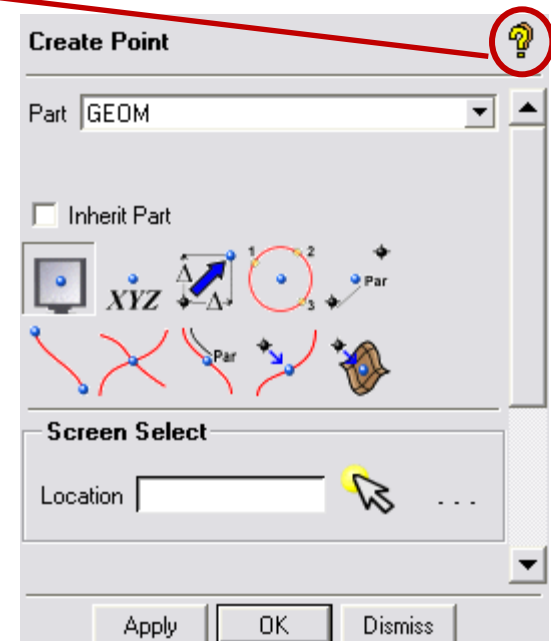 Create Point
Part GEOM
Inherit Part
1 2
XYZ Δ Δ 3 Par
Par
Screen Select
Location . . .
Apply OK Dismiss